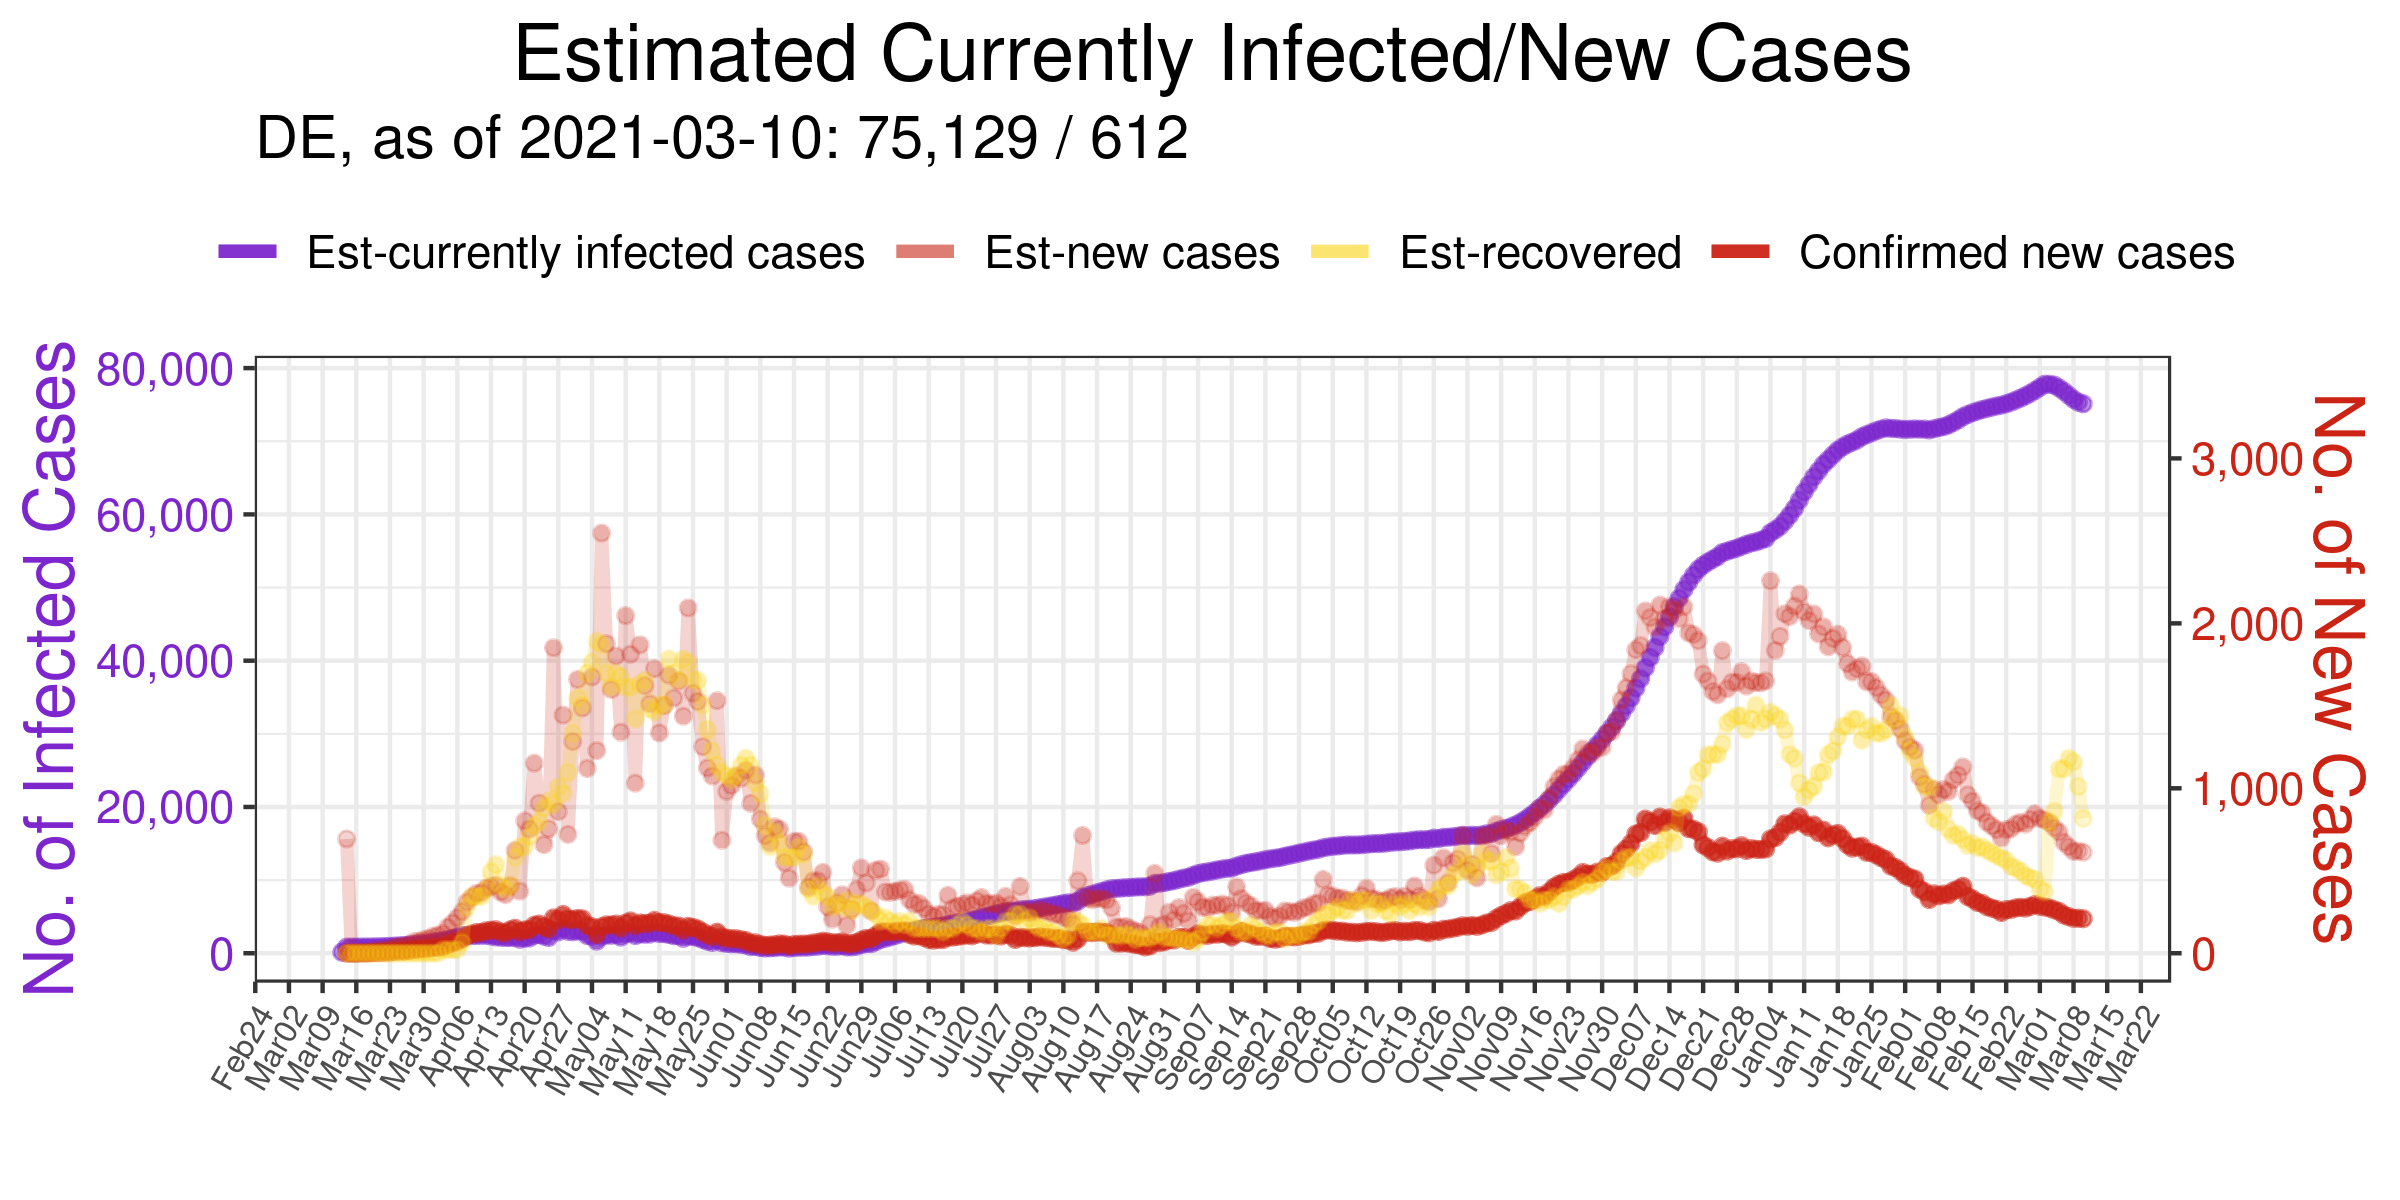 Estimated Currently Infected/New Cases
DE, as of 2021-03-10: 75,129 / 612
Est-currently infected cases Est-new cases Est-recovered Confirmed new cases
No. of Infected Cases
80,000
60,000
40,000
20,000
0
No. of New Cases
3,000
2,000
1,000
0
Feb24 Mar02 Mar09 Mar16 Mar23 Mar30 Apr06 Apr13 Apr20 Apr27 May04 May11 May18 May25 Jun01 Jun08 Jun15 Jun22 Jun29 Jul06 Jul13 Jul20 Jul27 Aug03 Aug10 Aug17 Aug24 Aug31 Sep07 Sep14 Sep21 Sep28 Oct05 Oct12 Oct19 Oct26 Nov02 Nov09 Nov16 Nov23 Nov30 Dec07 Dec14 Dec21 Dec28 Jan04 Jan11 Jan18 Jan25 Feb01 Feb08 Feb15 Feb22 Mar01 Mar08 Mar15 Mar22